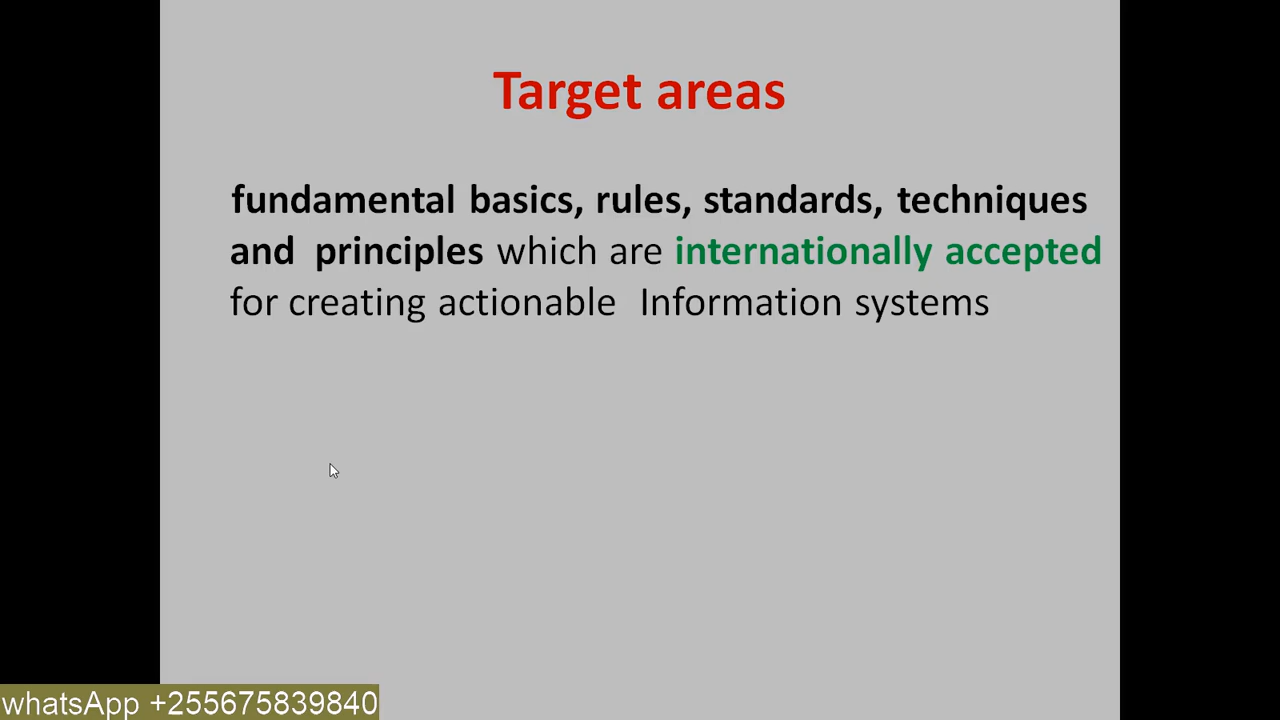 Target areas
fundamental basics, rules, standards, techniques
and principles which are internationally accepted
for creating actionable Information systems
whatsApp +255675839840